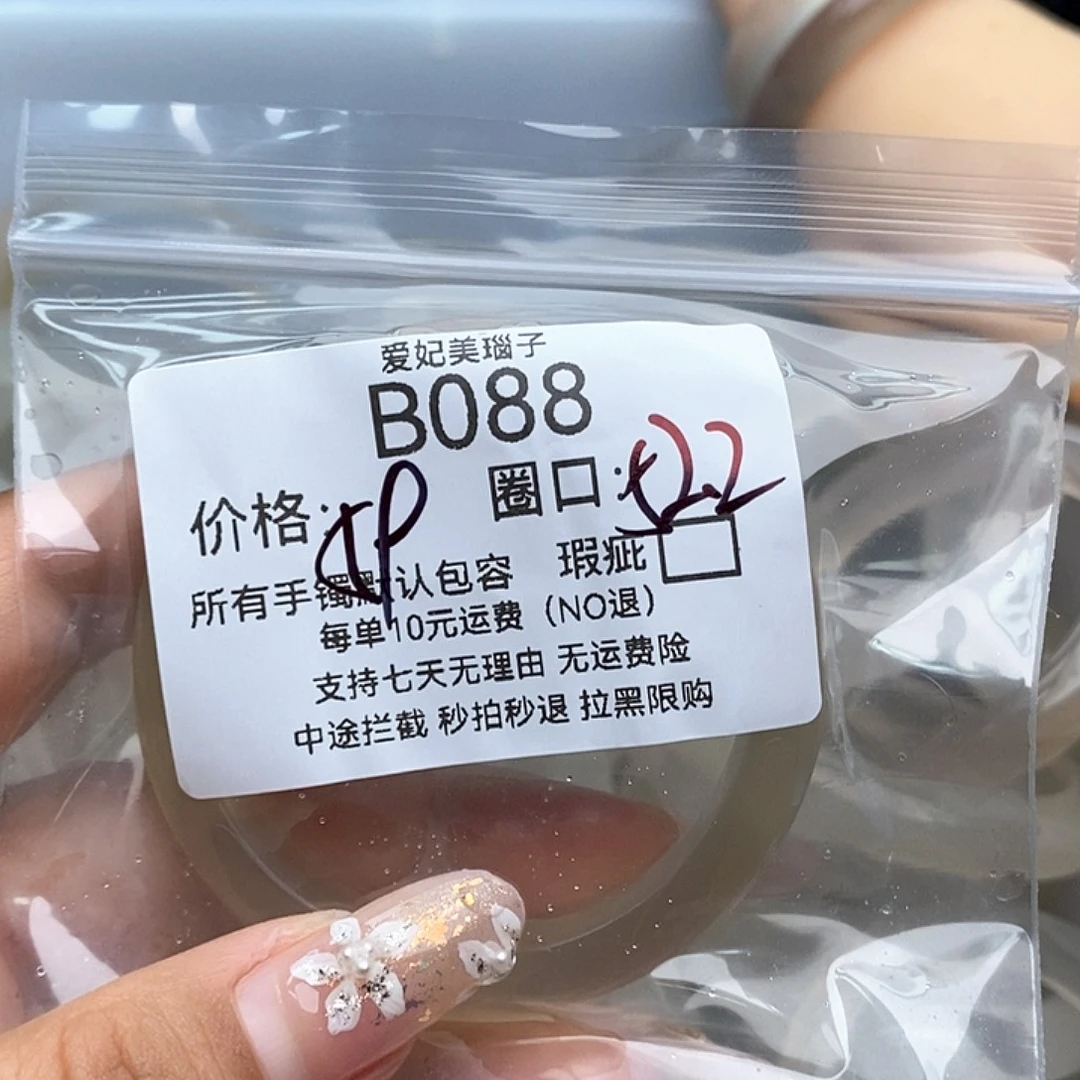 爱妃美瑙子
B088
价格:
圈口:
所有手镯默认包容 瑕疵
每单10元运费（NO退）
支持七天无理由 无运费险
中途拦截 秒拍秒退 拉黑限购